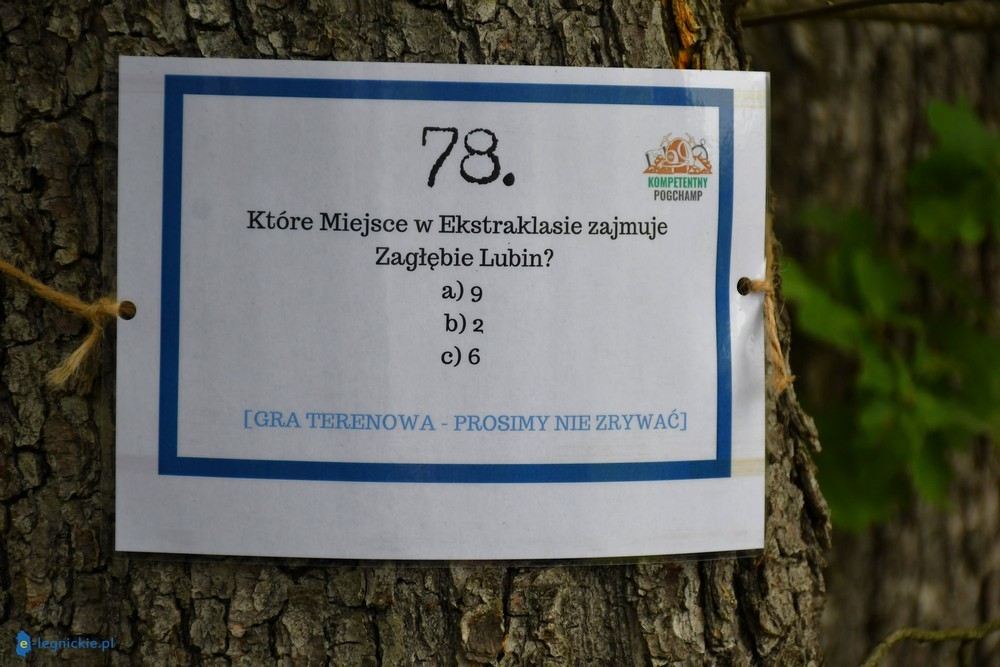 78.
KOMPETENTNY
POGCHAMP
Które Miejsce w Ekstraklasie zajmuje
Zagłębie Lubin?
a) 9
b) 2
c) 6
[GRA TERENOWA - PROSIMY NIE ZRYWAĆ]
e-legnickie.pl